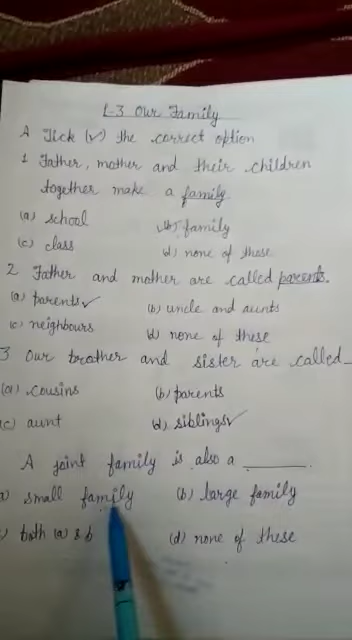 L-3 Our Family
A Tick (✓) the correct option
1 Father, mother and their children
together make a family
(a) school (b) family
(c) class (d) none of these
2 Father and mother are called parents.
(a) parents✓ (b) uncle and aunts
(c) neighbours (d) none of these
3 Our brother and sister are called_
(a) cousins (b) parents
(c) aunt (d) siblings✓
A joint family is also a ______
a) small family (b) large family
) both (a) & b (d) none of these